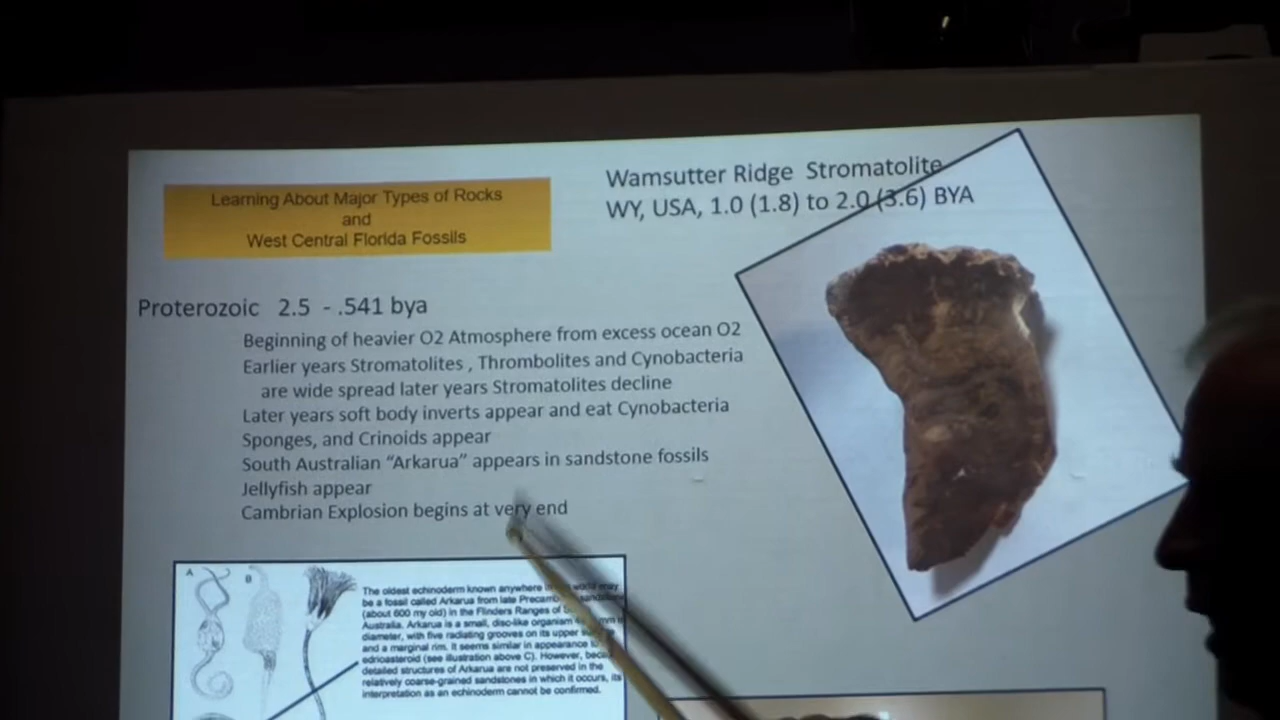 Learning About Major Types of Rocks
and
West Central Florida Fossils
Wamsutter Ridge Stromatolite
WY, USA, 1.0 (1.8) to 2.0 (3.6) BYA
Proterozoic 2.5 - .541 bya
Beginning of heavier O2 Atmosphere from excess ocean O2
Earlier years Stromatolites , Thrombolites and Cynobacteria
are wide spread later years Stromatolites decline
Later years soft body inverts appear and eat Cynobacteria
Sponges, and Crinoids appear
South Australian “Arkarua” appears in sandstone fossils
Jellyfish appear
Cambrian Explosion begins at very end
A
B
The oldest echinoderm known anywhere in world may
be a fossil called Arkarua from late
(about 600 my old) in the Flinders Ranges of
Australia. Arkarua is a small, disc-like organism
diameter, with five radiating grooves on its upper
and a marginal rim. It seems similar in appearance
edrioasteroid (see illustration above C). However,
detailed structures of Arkarua are not preserved in the
relatively coarse-grained sandstones in which it occurs, its
interpretation as an echinoderm cannot be confirmed.